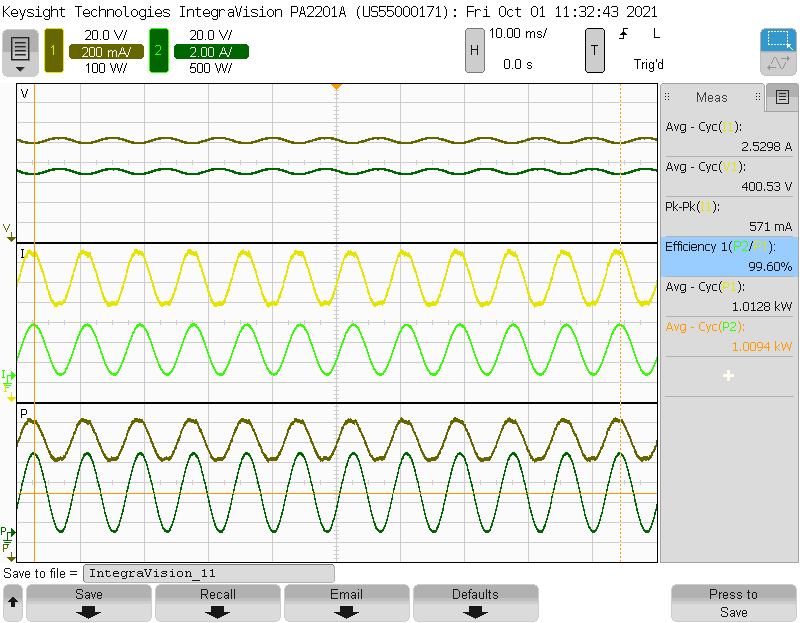 Keysight Technologies IntegraVision PA2201A (US55000171): Fri Oct 01 11:32:43 2021
1
20.0 V/
200 mA/
100 W/
2
20.0 V/
2.00 A/
500 W/
H
10.00 ms/
0.0 s
T
L
Trig'd
V
V
I
I
P
P
P
Meas
Avg - Cyc(I1):
2.5298 A
Avg - Cyc(V1):
400.53 V
Pk-Pk(I1):
571 mA
Efficiency 1(P2/P1):
99.60%
Avg - Cyc(P1):
1.0128 kW
Avg - Cyc(P2):
1.0094 kW
+
Save to file = IntegraVision_11
Save
Recall
Email
Defaults
Press to
Save